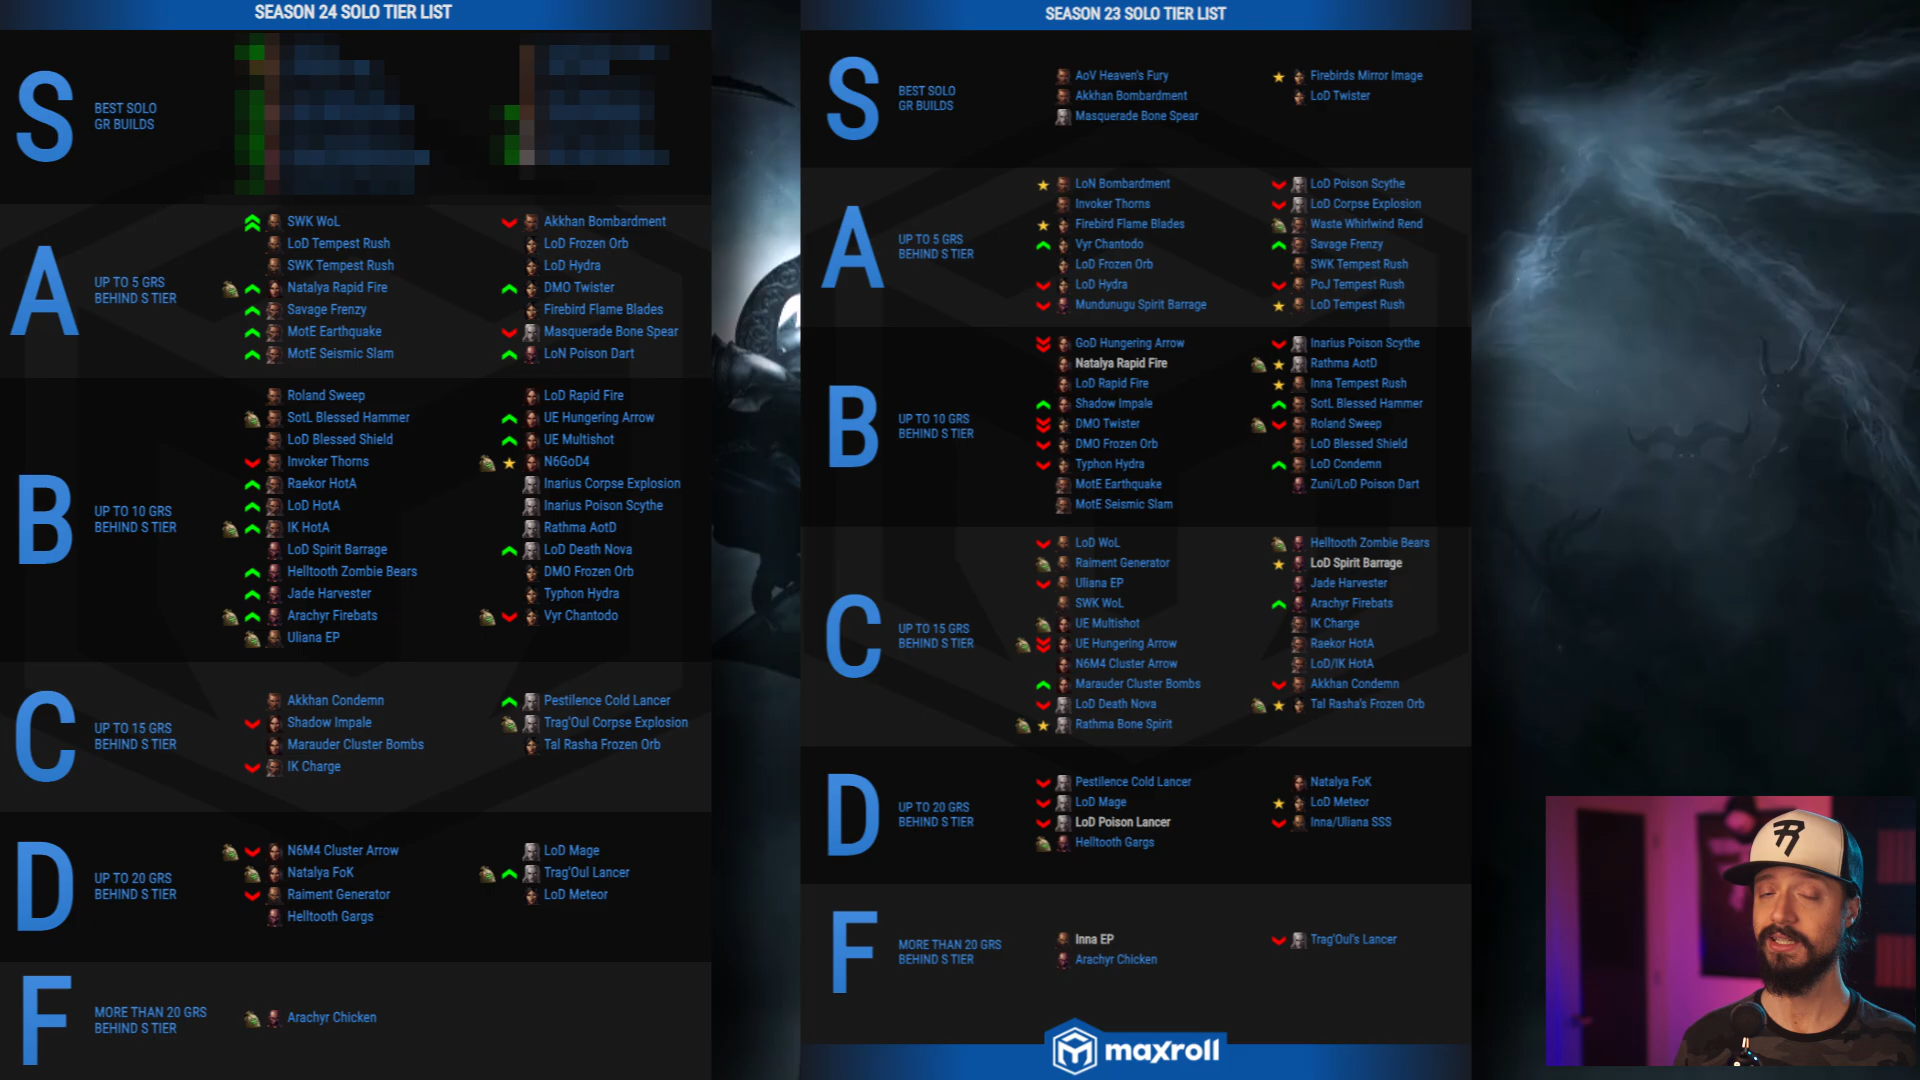 SEASON 24 SOLO TIER LIST
S
BEST SOLO
GR BUILDS
A
UP TO 5 GRS
BEHIND S TIER
SWK WoL
LoD Tempest Rush
SWK Tempest Rush
Natalya Rapid Fire
Savage Frenzy
MotE Earthquake
MotE Seismic Slam
Akkhan Bombardment
LoD Frozen Orb
LoD Hydra
DMO Twister
Firebird Flame Blades
Masquerade Bone Spear
LoN Poison Dart
B
UP TO 10 GRS
BEHIND S TIER
Roland Sweep
SotL Blessed Hammer
LoD Blessed Shield
Invoker Thorns
Raekor HotA
LoD HotA
IK HotA
LoD Spirit Barrage
Helltooth Zombie Bears
Jade Harvester
Arachyr Firebats
Uliana EP
LoD Rapid Fire
UE Hungering Arrow
UE Multishot
N6GoD4
Inarius Corpse Explosion
Inarius Poison Scythe
Rathma AotD
LoD Death Nova
DMO Frozen Orb
Typhon Hydra
Vyr Chantodo
C
UP TO 15 GRS
BEHIND S TIER
Akkhan Condemn
Shadow Impale
Marauder Cluster Bombs
IK Charge
Pestilence Cold Lancer
Trag'Oul Corpse Explosion
Tal Rasha Frozen Orb
D
UP TO 20 GRS
BEHIND S TIER
N6M4 Cluster Arrow
Natalya FoK
Raiment Generator
Helltooth Gargs
LoD Mage
Trag'Oul Lancer
LoD Meteor
F
MORE THAN 20 GRS
BEHIND S TIER
Arachyr Chicken
SEASON 23 SOLO TIER LIST
S
BEST SOLO
GR BUILDS
AoV Heaven's Fury
Akkhan Bombardment
Masquerade Bone Spear
Firebirds Mirror Image
LoD Twister
A
UP TO 5 GRS
BEHIND S TIER
LoN Bombardment
Invoker Thorns
Firebird Flame Blades
Vyr Chantodo
LoD Frozen Orb
LoD Hydra
Mundunugu Spirit Barrage
LoD Poison Scythe
LoD Corpse Explosion
Waste Whirlwind Rend
Savage Frenzy
SWK Tempest Rush
PoJ Tempest Rush
LoD Tempest Rush
B
UP TO 10 GRS
BEHIND S TIER
GoD Hungering Arrow
Natalya Rapid Fire
LoD Rapid Fire
Shadow Impale
DMO Twister
DMO Frozen Orb
Typhon Hydra
MotE Earthquake
MotE Seismic Slam
Inarius Poison Scythe
Rathma AotD
Inna Tempest Rush
SotL Blessed Hammer
Roland Sweep
LoD Blessed Shield
LoD Condemn
Zuni/LoD Poison Dart
C
UP TO 15 GRS
BEHIND S TIER
LoD WoL
Raiment Generator
Uliana EP
SWK WoL
UE Multishot
UE Hungering Arrow
N6M4 Cluster Arrow
Marauder Cluster Bombs
LoD Death Nova
Rathma Bone Spirit
Helltooth Zombie Bears
LoD Spirit Barrage
Jade Harvester
Arachyr Firebats
IK Charge
Raekor HotA
LoD/IK HotA
Akkhan Condemn
Tal Rasha's Frozen Orb
D
UP TO 20 GRS
BEHIND S TIER
Pestilence Cold Lancer
LoD Mage
LoD Poison Lancer
Helltooth Gargs
Natalya FoK
LoD Meteor
Inna/Uliana SSS
F
MORE THAN 20 GRS
BEHIND S TIER
Inna EP
Arachyr Chicken
Trag'Oul's Lancer
maxroll